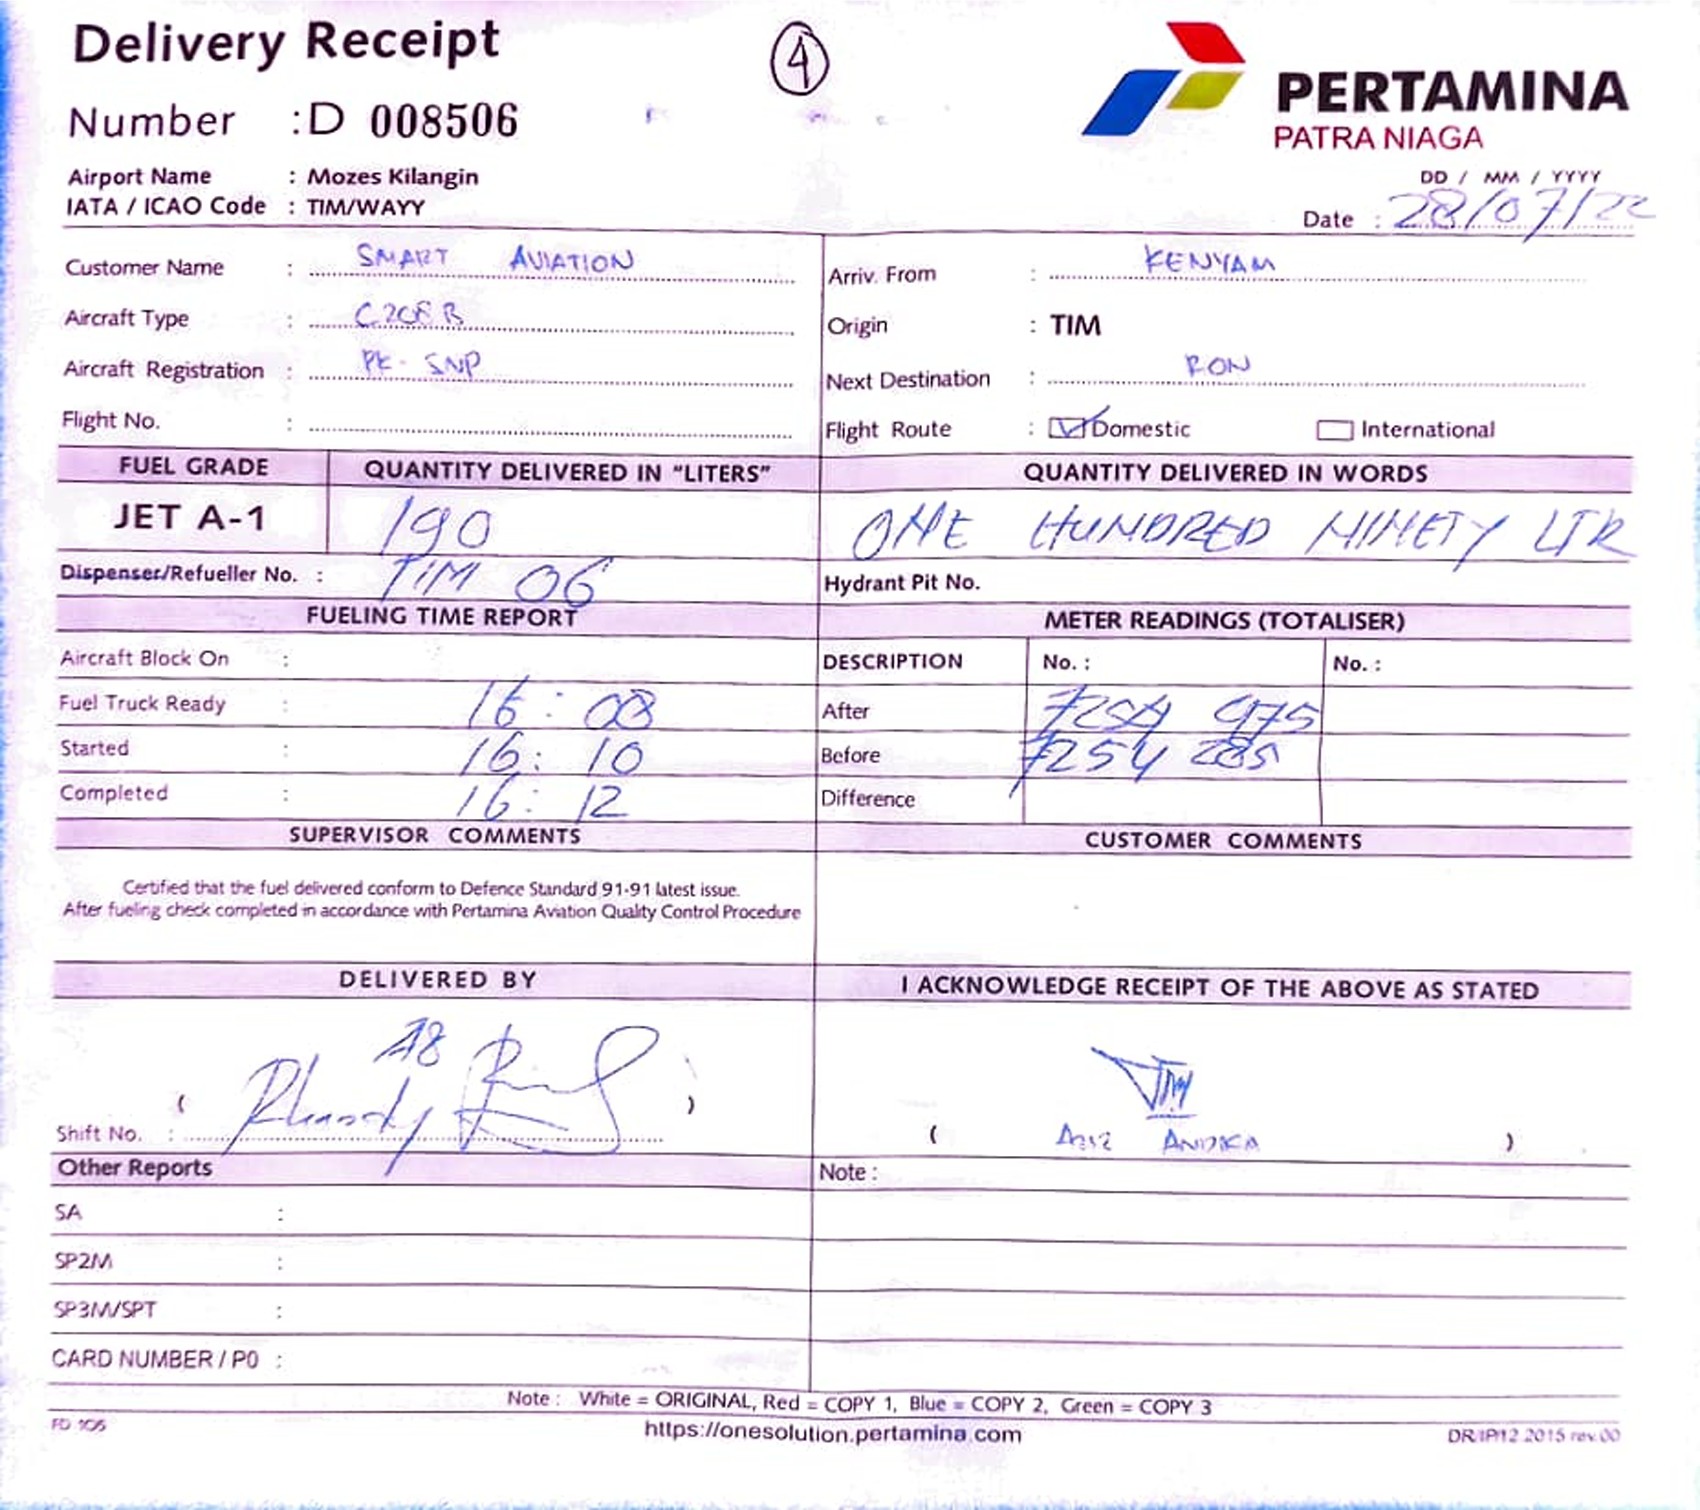 Delivery Receipt
4
PERTAMINA
PATRA NIAGA
Number : D 008506
Airport Name : Mozes Kilangin
IATA / ICAO Code : TIM/WAYY
DD / MM / YYYY
Date : 28/07/22
Customer Name : SMART AVIATION
Arriv. From : KENYAM
Aircraft Type : C208B
Origin : TIM
Aircraft Registration : PK-SNP
Next Destination : RON
Flight No. :
Flight Route : Domestic International
FUEL GRADE QUANTITY DELIVERED IN "LITERS" QUANTITY DELIVERED IN WORDS
JET A-1 190 ONE HUNDRED NINETY LTR
Dispenser/Refueller No. : TIM 06 Hydrant Pit No.
FUELING TIME REPORT METER READINGS (TOTALISER)
Aircraft Block On : DESCRIPTION No. : No. :
Fuel Truck Ready : 16:08 After 7254 975
Started : 16:10 Before 7254
Completed : 16:12 Difference
SUPERVISOR COMMENTS CUSTOMER COMMENTS
Certified that the fuel delivered conform to Defence Standard 91-91 latest issue.
After fueling check completed in accordance with Pertamina Aviation Quality Control Procedure
DELIVERED BY I ACKNOWLEDGE RECEIPT OF THE ABOVE AS STATED
( )
Shift No. : ( AZIZ ANDIKA )
Other Reports Note :
SA :
SP2M :
SP3M/SPT :
CARD NUMBER / P0 :
Note : White = ORIGINAL, Red = COPY 1, Blue = COPY 2, Green = COPY 3
FD 105 https://onesolution.pertamina.com DR/IP/12 2015 rev.00